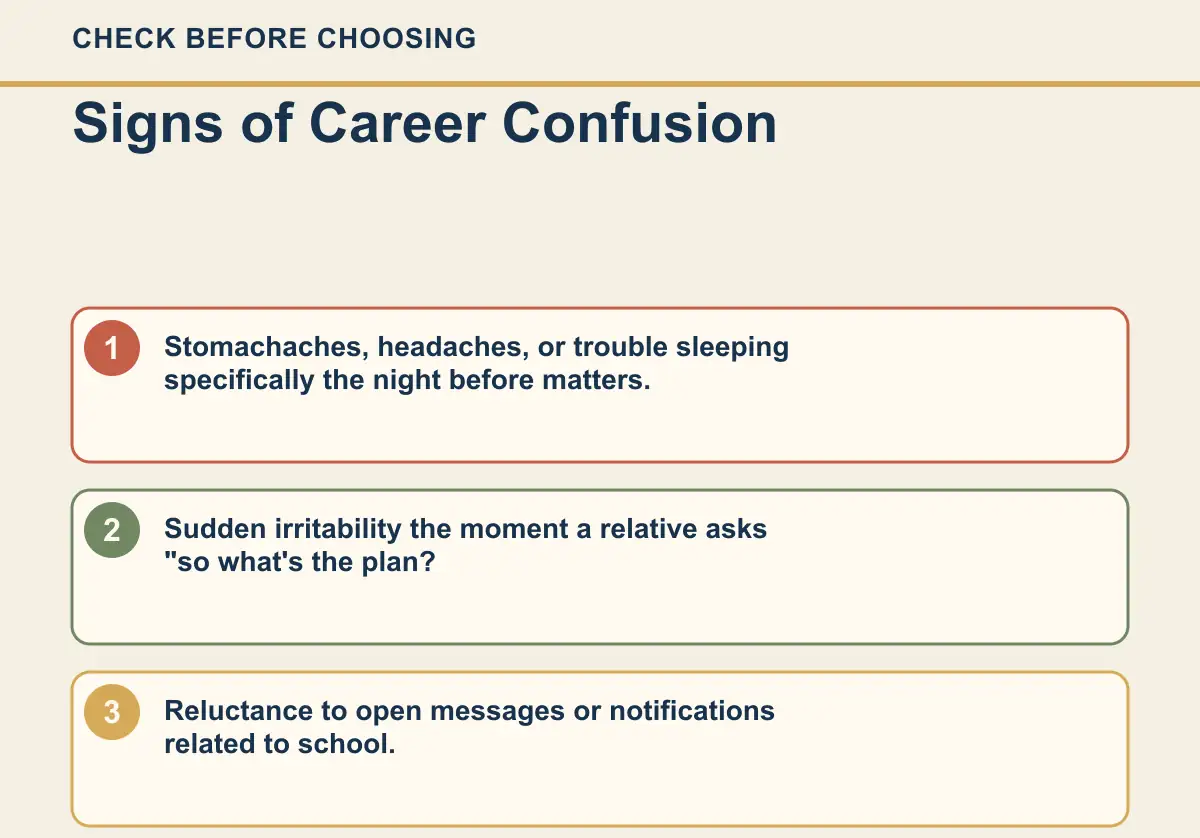 CHECK BEFORE CHOOSING
Signs of Career Confusion
1
Stomachaches, headaches, or trouble sleeping
specifically the night before matters.
2
Sudden irritability the moment a relative asks
"so what's the plan?
3
Reluctance to open messages or notifications
related to school.